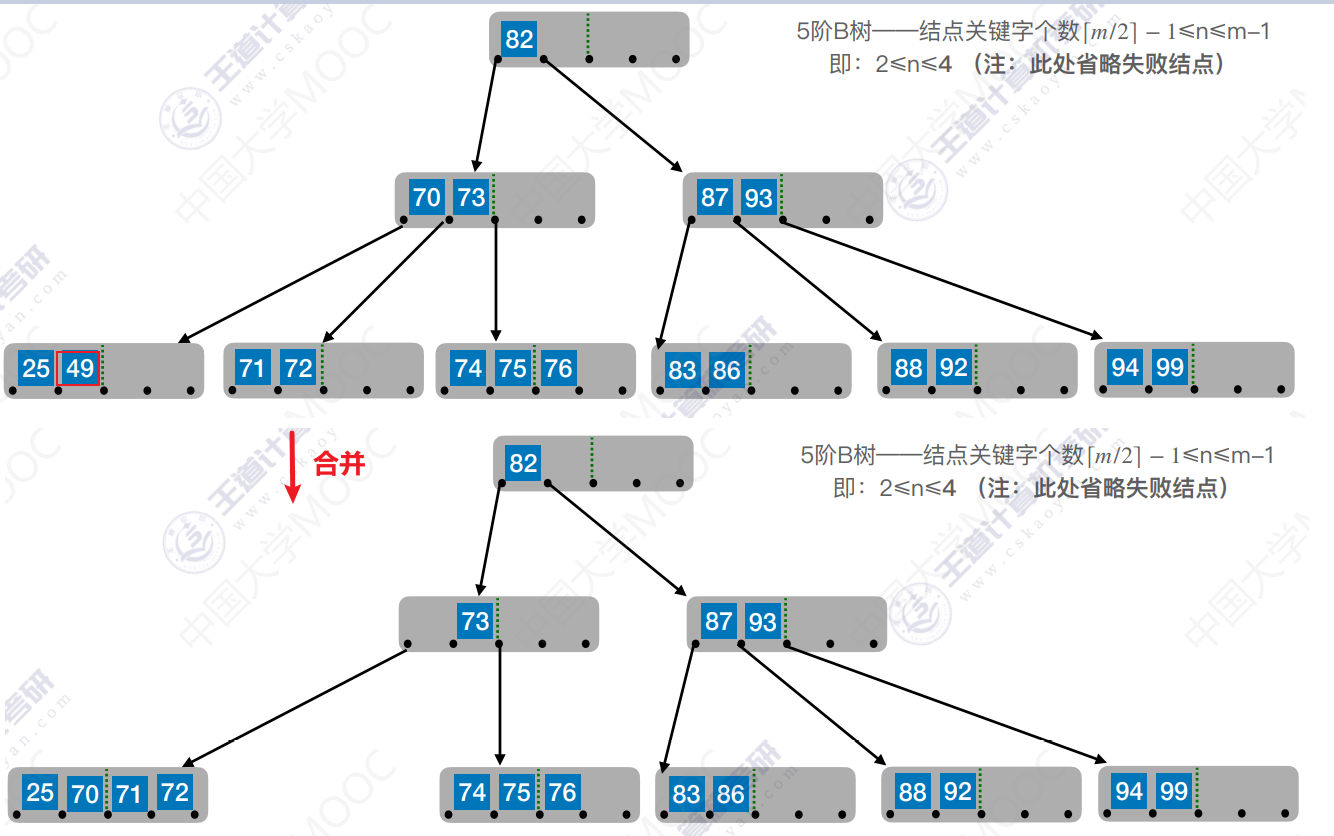 82
5阶B树——结点关键字个数⌈m/2⌉ − 1≤n≤m−1
即：2≤n≤4 （注：此处省略失败结点）
70 73
87 93
25 49
71 72
74 75 76
83 86
88 92
94 99
合并
82
5阶B树——结点关键字个数⌈m/2⌉ − 1≤n≤m−1
即：2≤n≤4 （注：此处省略失败结点）
73
87 93
25 70 71 72
74 75 76
83 86
88 92
94 99
王道计算机考研
www.cskaoyan.com
中国大学MOOC